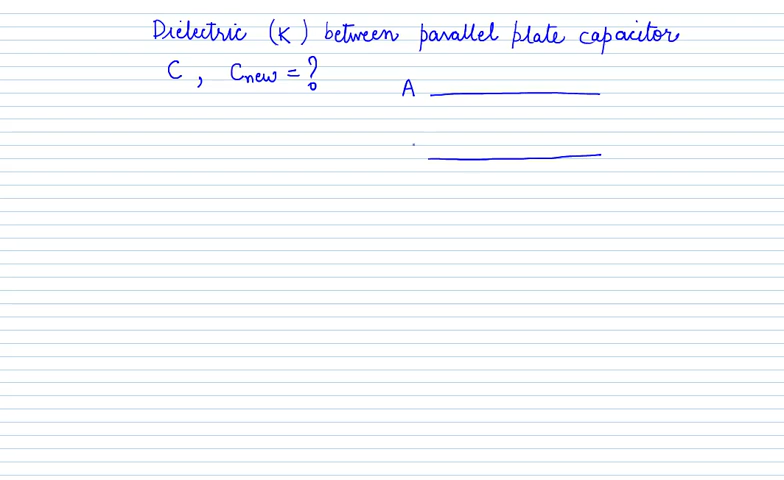 Dielectric (K) between parallel plate capacitor
C , Cnew = ?
A